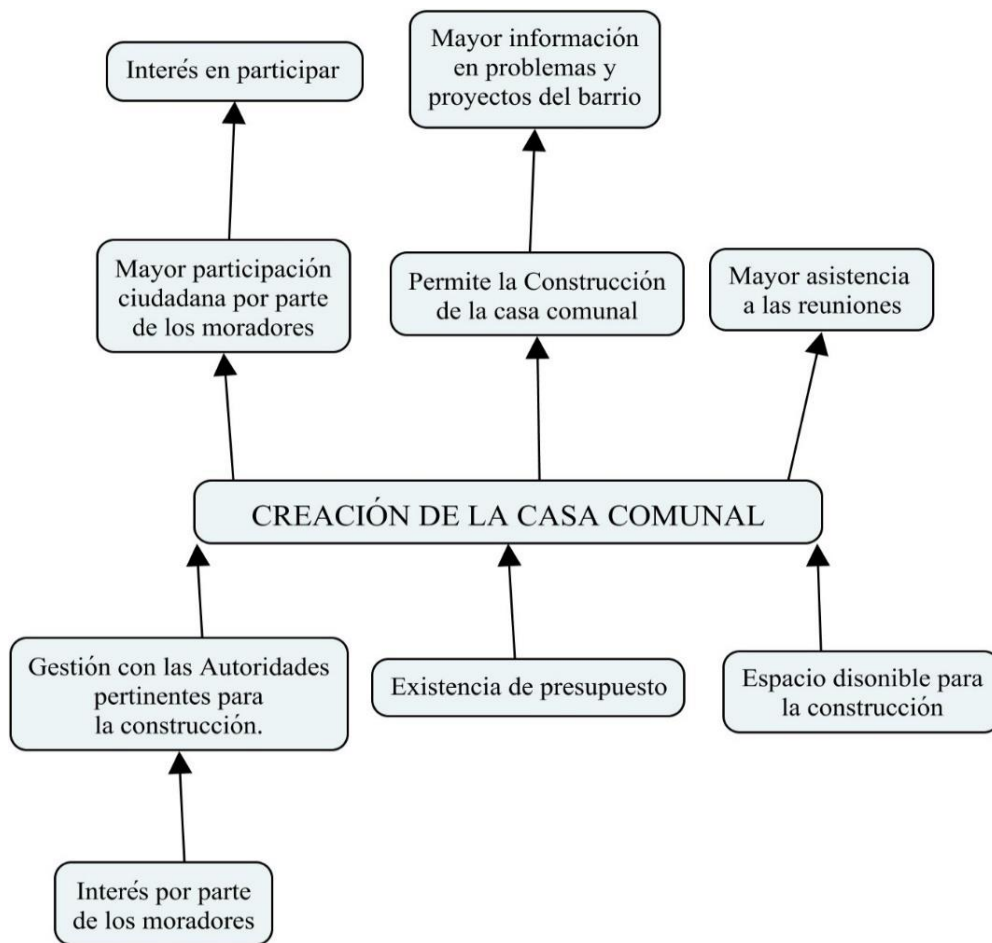 Interés en participar
Mayor información
en problemas y
proyectos del barrio
Mayor participación
ciudadana por parte
de los moradores
Permite la Construcción
de la casa comunal
Mayor asistencia
a las reuniones
CREACIÓN DE LA CASA COMUNAL
Gestión con las Autoridades
pertinentes para
la construcción.
Existencia de presupuesto
Espacio disonible para
la construcción
Interés por parte
de los moradores